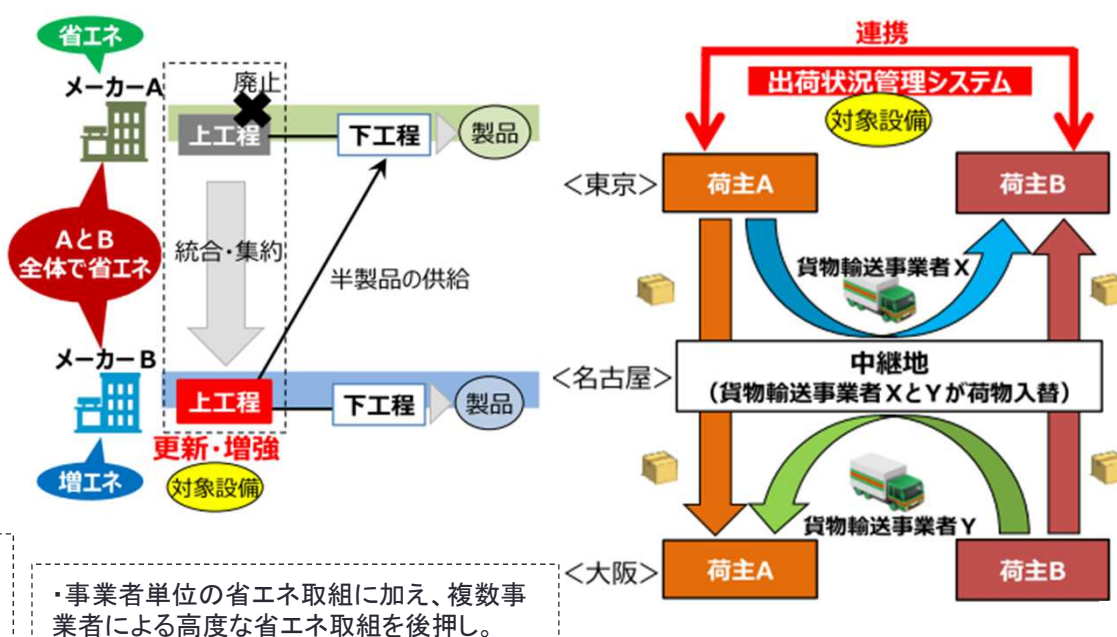 省エネ
メーカーA
廃止
上工程
下工程
製品
AとB
全体で省エネ
統合・集約
半製品の供給
メーカーB
上工程
下工程
製品
更新・増強
増エネ
対象設備
連携
出荷状況管理システム
対象設備
<東京>
荷主A
荷主B
貨物輸送事業者X
<名古屋>
中継地
(貨物輸送事業者XとYが荷物入替)
貨物輸送事業者Y
<大阪>
荷主A
荷主B
・事業者単位の省エネ取組に加え、複数事
業者による高度な省エネ取組を後押し。